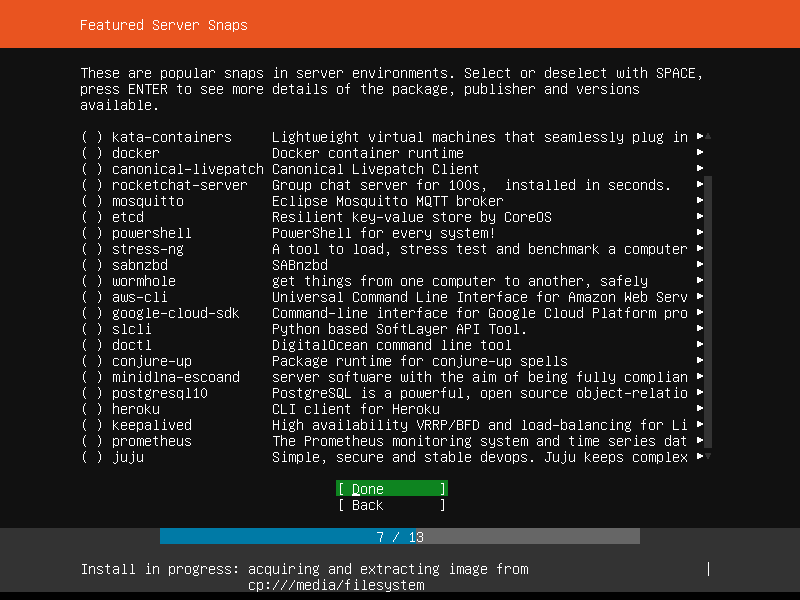 Featured Server Snaps
These are popular snaps in server environments. Select or deselect with SPACE,
press ENTER to see more details of the package, publisher and versions
available.
( ) kata-containers Lightweight virtual machines that seamlessly plug in ▶
( ) docker Docker container runtime ▶
( ) canonical-livepatch Canonical Livepatch Client ▶
( ) rocketchat-server Group chat server for 100s,  installed in seconds. ▶
( ) mosquitto Eclipse Mosquitto MQTT broker ▶
( ) etcd Resilient key-value store by CoreOS ▶
( ) powershell PowerShell for every system! ▶
( ) stress-ng A tool to load, stress test and benchmark a computer ▶
( ) sabnzbd SABnzbd ▶
( ) wormhole get things from one computer to another, safely ▶
( ) aws-cli Universal Command Line Interface for Amazon Web Serv ▶
( ) google-cloud-sdk Command-line interface for Google Cloud Platform pro ▶
( ) slcli Python based SoftLayer API Tool. ▶
( ) doctl DigitalOcean command line tool ▶
( ) conjure-up Package runtime for conjure-up spells ▶
( ) minidlna-escoand server software with the aim of being fully complian ▶
( ) postgresql10 PostgreSQL is a powerful, open source object-relatio ▶
( ) heroku CLI client for Heroku ▶
( ) keepalived High availability VRRP/BFD and load-balancing for Li ▶
( ) prometheus The Prometheus monitoring system and time series dat ▶
( ) juju Simple, secure and stable devops. Juju keeps complex ▶
[ Done ]
[ Back ]
7 / 13
Install in progress: acquiring and extracting image from |
cp:///media/filesystem